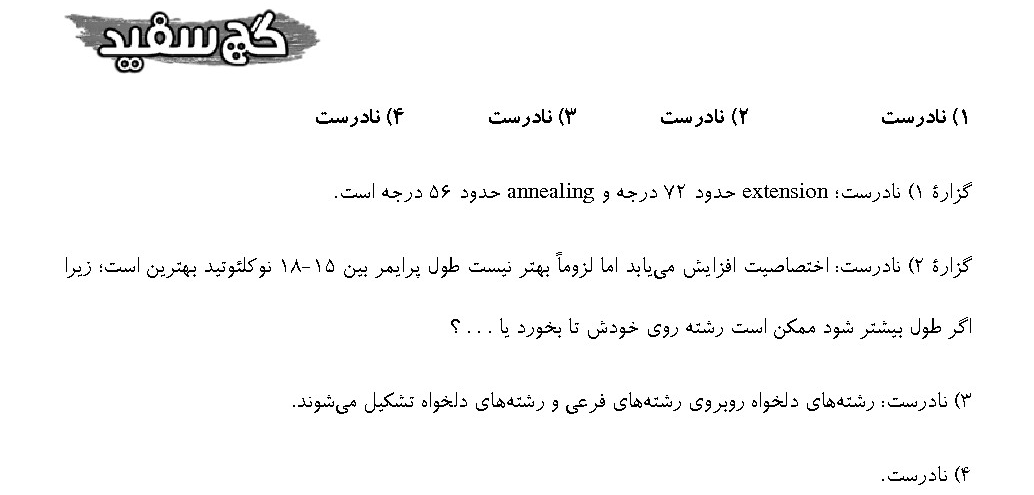 گچ سفید
۱) نادرست ۲) نادرست ۳) نادرست ۴) نادرست
گزارهٔ ۱) نادرست؛ extension حدود ۷۲ درجه و annealing حدود ۵۶ درجه است.
گزارهٔ ۲) نادرست: اختصاصیت افزایش می‌یابد اما لزوماً بهتر نیست طول پرایمر بین ۱۵-۱۸ نوکلئوتید بهترین است؛ زیرا
اگر طول بیشتر شود ممکن است رشته روی خودش تا بخورد یا . . . ؟
۳) نادرست: رشته‌های دلخواه روبروی رشته‌های فرعی و رشته‌های دلخواه تشکیل می‌شوند.
۴) نادرست.